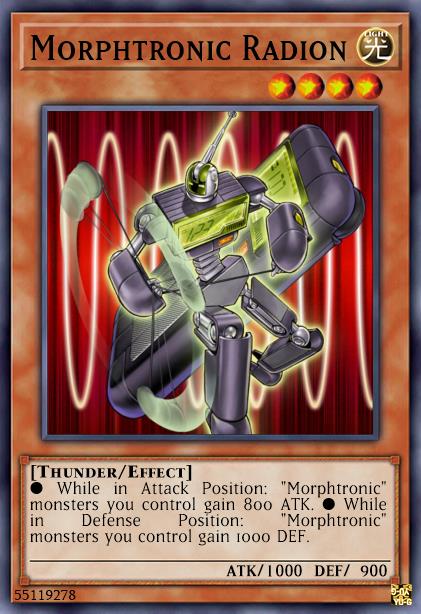 Morphtronic Radion
LIGHT
光
[Thunder/Effect]
● While in Attack Position: "Morphtronic"
monsters you control gain 800 ATK. ● While
in Defense Position: "Morphtronic"
monsters you control gain 1000 DEF.
ATK/1000 DEF/ 900
55119278